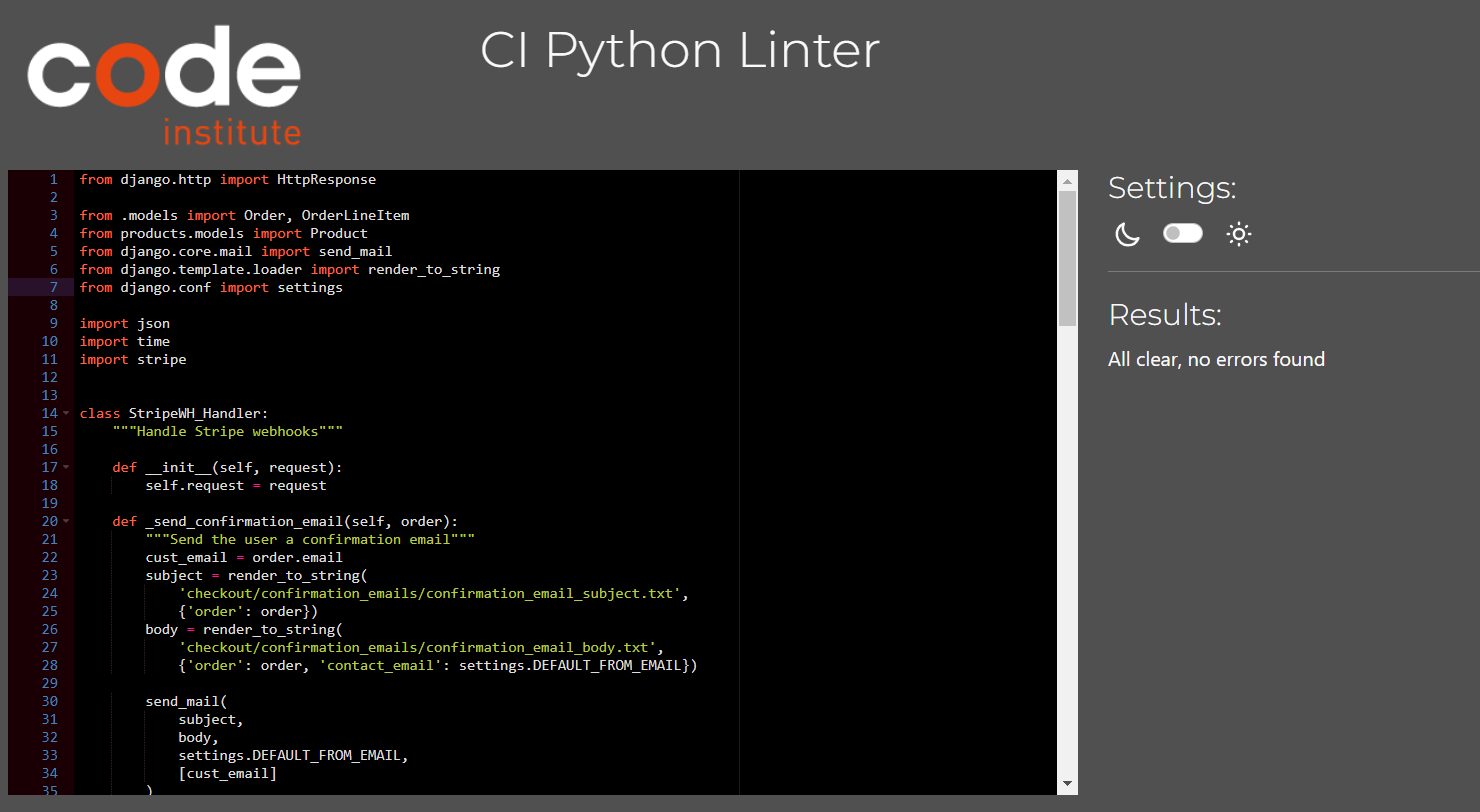 code
institute
CI Python Linter
1 from django.http import HttpResponse
2
3 from .models import Order, OrderLineItem
4 from products.models import Product
5 from django.core.mail import send_mail
6 from django.template.loader import render_to_string
7 from django.conf import settings
8
9 import json
10 import time
11 import stripe
12
13
14 class StripeWH_Handler:
15     """Handle Stripe webhooks"""
16
17     def __init__(self, request):
18         self.request = request
19
20     def _send_confirmation_email(self, order):
21         """Send the user a confirmation email"""
22         cust_email = order.email
23         subject = render_to_string(
24             'checkout/confirmation_emails/confirmation_email_subject.txt',
25             {'order': order})
26         body = render_to_string(
27             'checkout/confirmation_emails/confirmation_email_body.txt',
28             {'order': order, 'contact_email': settings.DEFAULT_FROM_EMAIL})
29
30         send_mail(
31             subject,
32             body,
33             settings.DEFAULT_FROM_EMAIL,
34             [cust_email]
35         )
Settings:
Results:
All clear, no errors found